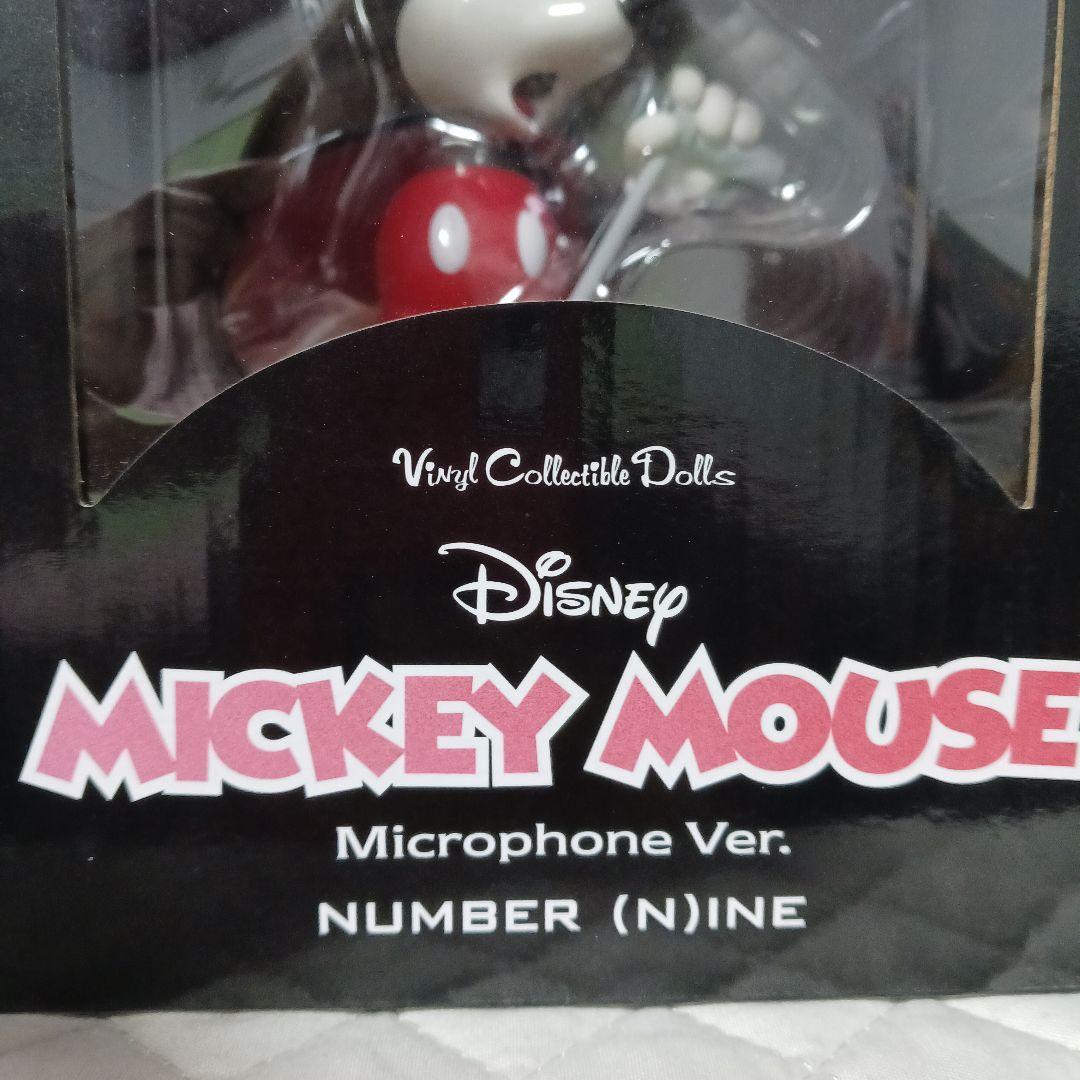 Vinyl Collectible Dolls
Disney
MICKEY MOUSE
Microphone Ver.
NUMBER (N)INE